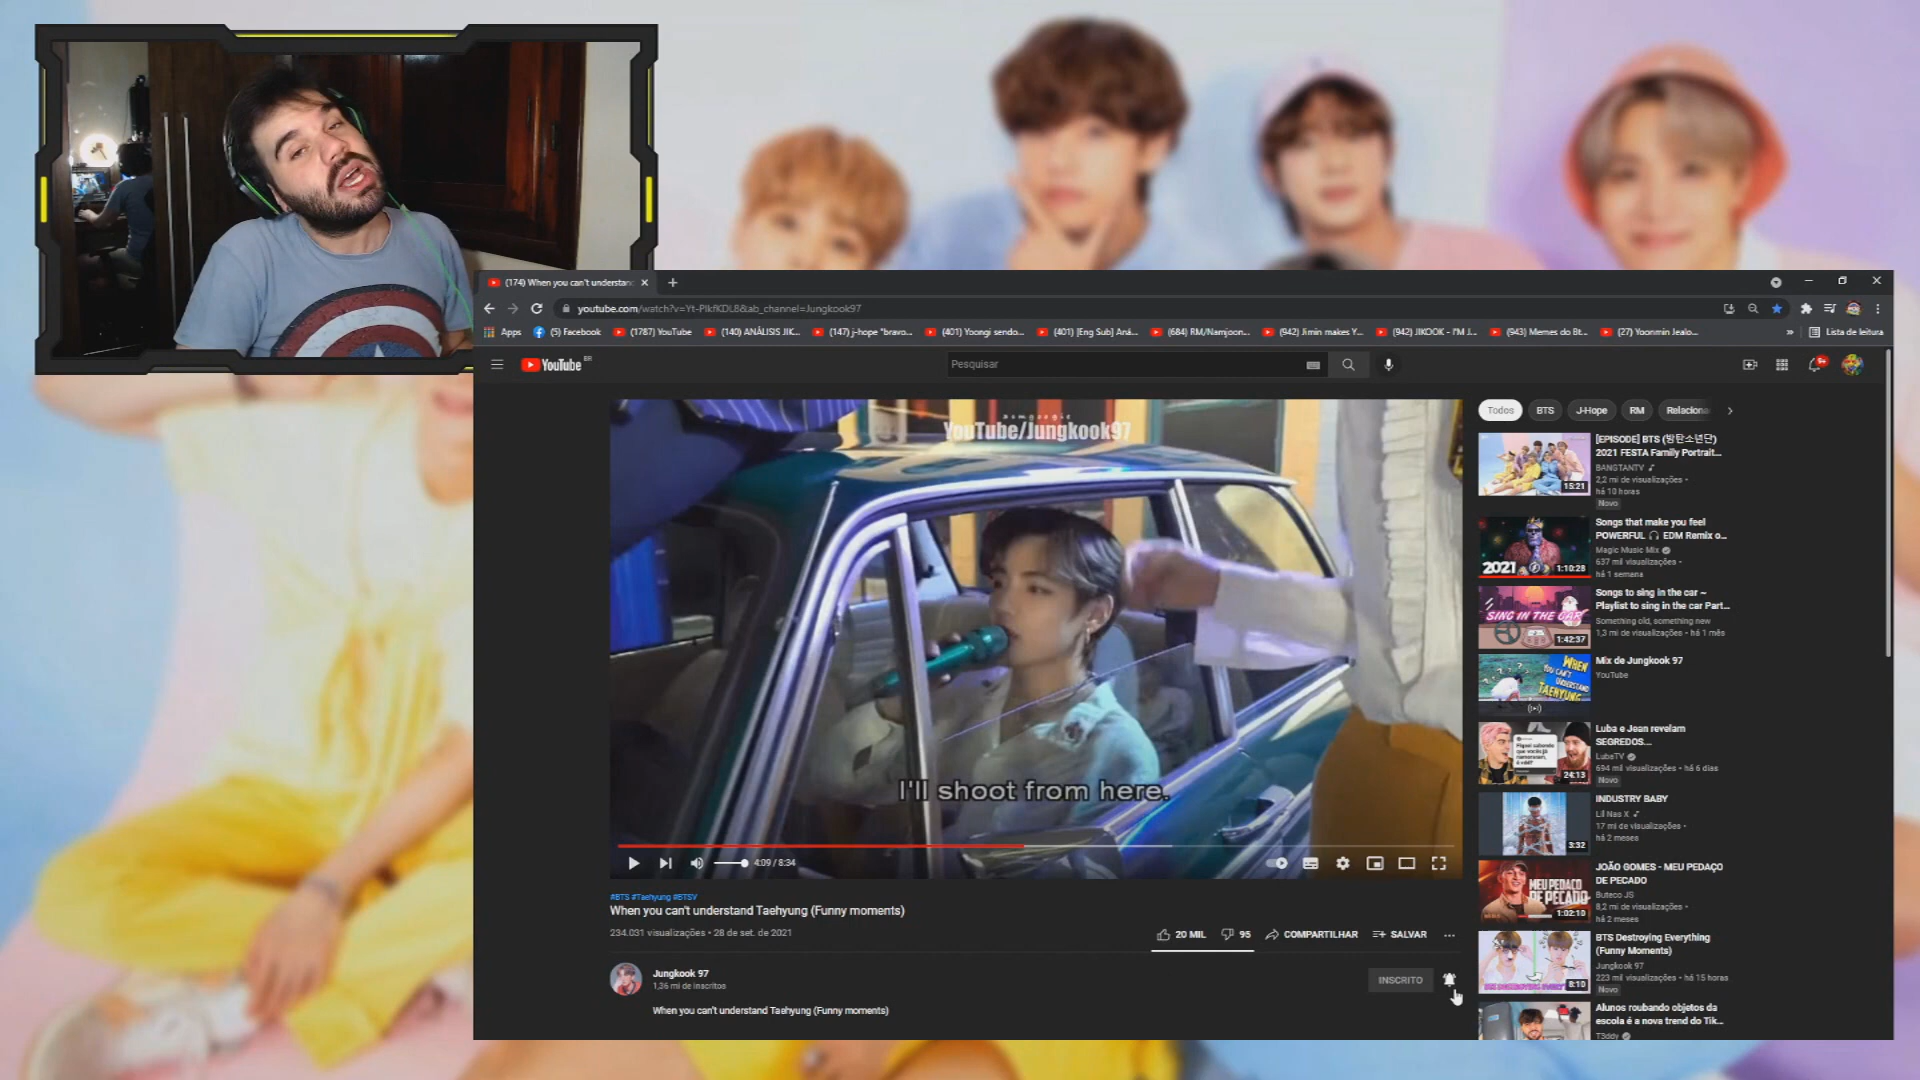 (174) When you can't understan
youtube.com/watch?v=Yt-PIkfKDL8&ab_channel=Jungkook97
Apps
(5) Facebook
(1787) YouTube
(140) ANÁLISIS JIK...
(147) j-hope "bravo...
(401) Yoongi sendo...
(401) [Eng Sub] Aná...
(684) RM/Namjoon...
(942) Jimin makes Y...
(942) JIKOOK - I'M J...
(943) Memes do Bt...
(27) Yoonmin Jealo...
»
Lista de leitura
YouTube BR
Pesquisar
9+
YouTube/Jungkook97
I'll shoot from here.
4:09 / 8:34
#BTS #Taehyung #BTSV
When you can't understand Taehyung (Funny moments)
234.031 visualizações • 28 de set. de 2021
20 MIL
95
COMPARTILHAR
SALVAR
Jungkook 97
1,36 mi de inscritos
INSCRITO
When you can't understand Taehyung (Funny moments)
Todos
BTS
J-Hope
RM
Relaciona
[EPISODE] BTS (방탄소년단)
2021 FESTA Family Portrait...
BANGTANTV
2,2 mi de visualizações •
há 10 horas
Novo
15:21
Songs that make you feel
POWERFUL 🎧 EDM Remix o...
Magic Music Mix
637 mil visualizações •
há 1 semana
2021
1:10:28
Songs to sing in the car ~
Playlist to sing in the car Part...
Something old, something new
1,3 mi de visualizações • há 1 mês
SING IN THE CAR
1:42:37
Mix de Jungkook 97
YouTube
WHEN
YOU CAN'T
UNDERSTAND
TAEHYUNG
Luba e Jean revelam
SEGREDOS...
LubaTV
694 mil visualizações • há 6 dias
Novo
24:13
INDUSTRY BABY
Lil Nas X
17 mi de visualizações •
há 2 meses
3:32
JOÃO GOMES - MEU PEDAÇO
DE PECADO
Buteco JS
8,2 mi de visualizações •
há 2 meses
MEU PEDAÇO
DE PECADO
1:02:10
BTS Destroying Everything
(Funny Moments)
Jungkook 97
223 mil visualizações • há 15 horas
Novo
8:10
Alunos roubando objetos da
escola é a nova trend do Tik...
T3ddy